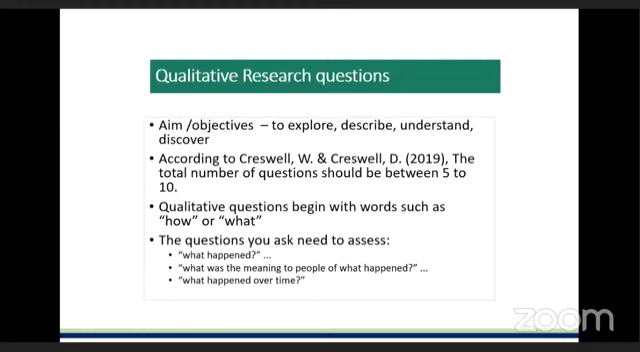 Qualitative Research questions
• Aim /objectives – to explore, describe, understand,
discover
• According to Creswell, W. & Creswell, D. (2019), The
total number of questions should be between 5 to
10.
• Qualitative questions begin with words such as
“how” or “what”
• The questions you ask need to assess:
• “what happened?” ...
• “what was the meaning to people of what happened?” ...
• “what happened over time?”
zoom